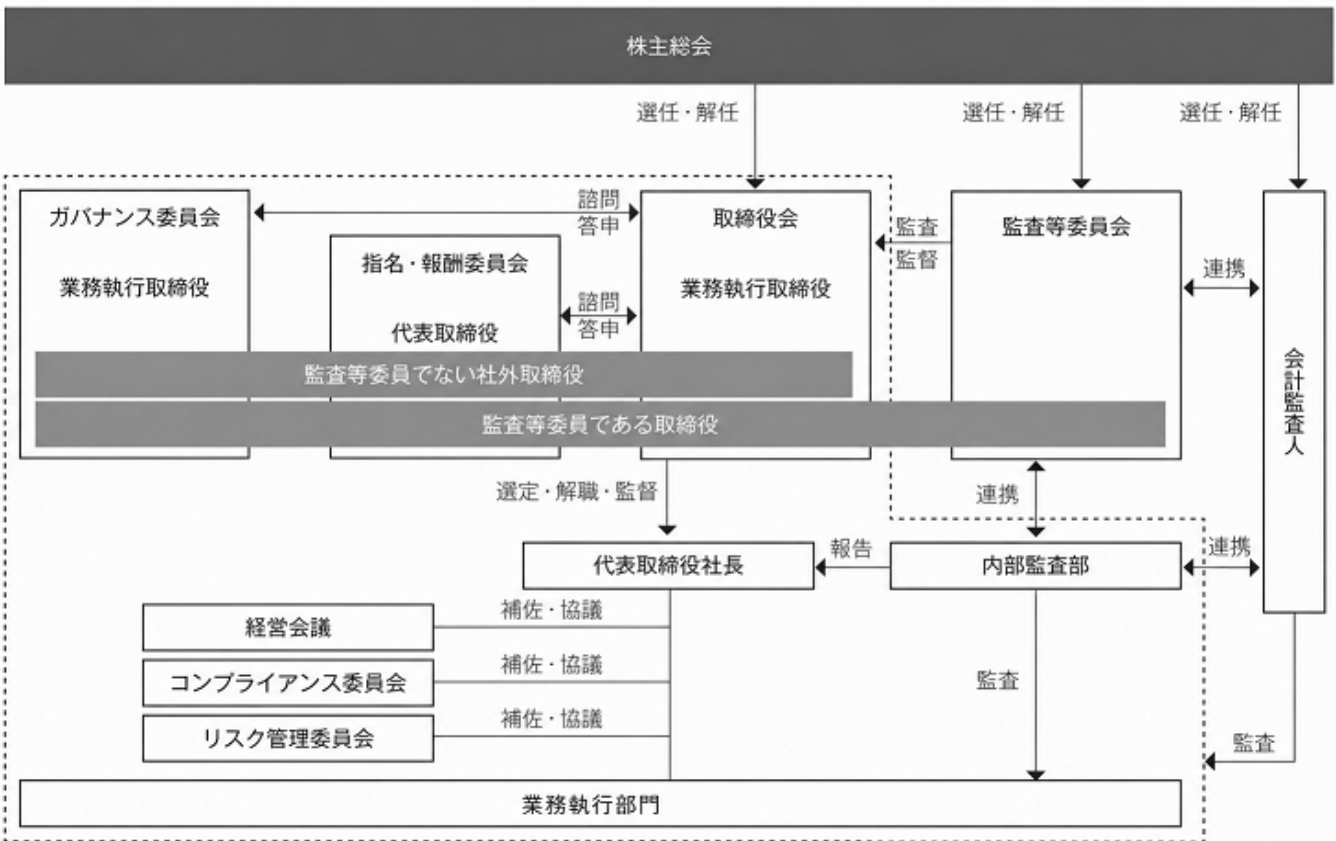 株主総会
選任・解任
選任・解任
選任・解任
ガバナンス委員会
業務執行取締役
諮問
答申
指名・報酬委員会
代表取締役
諮問
答申
取締役会
業務執行取締役
監査
監督
監査等委員会
連携
会計監査人
監査等委員でない社外取締役
監査等委員である取締役
選定・解職・監督
連携
代表取締役社長
報告
内部監査部
連携
経営会議
補佐・協議
コンプライアンス委員会
補佐・協議
リスク管理委員会
補佐・協議
監査
監査
業務執行部門